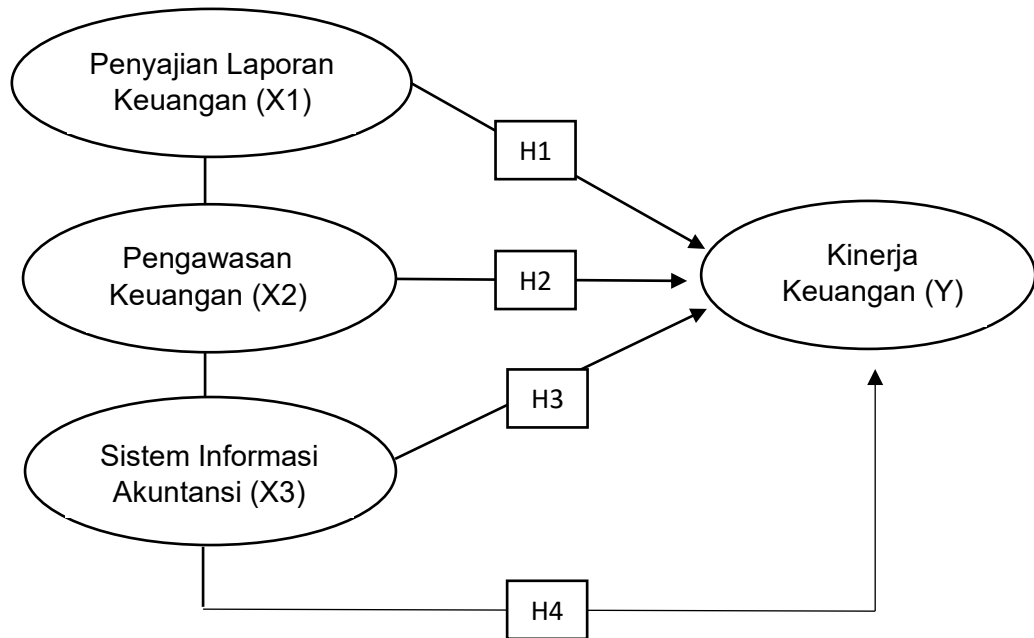 Penyajian Laporan
Keuangan (X1)
H1
Pengawasan
Keuangan (X2)
H2
Kinerja
Keuangan (Y)
H3
Sistem Informasi
Akuntansi (X3)
H4